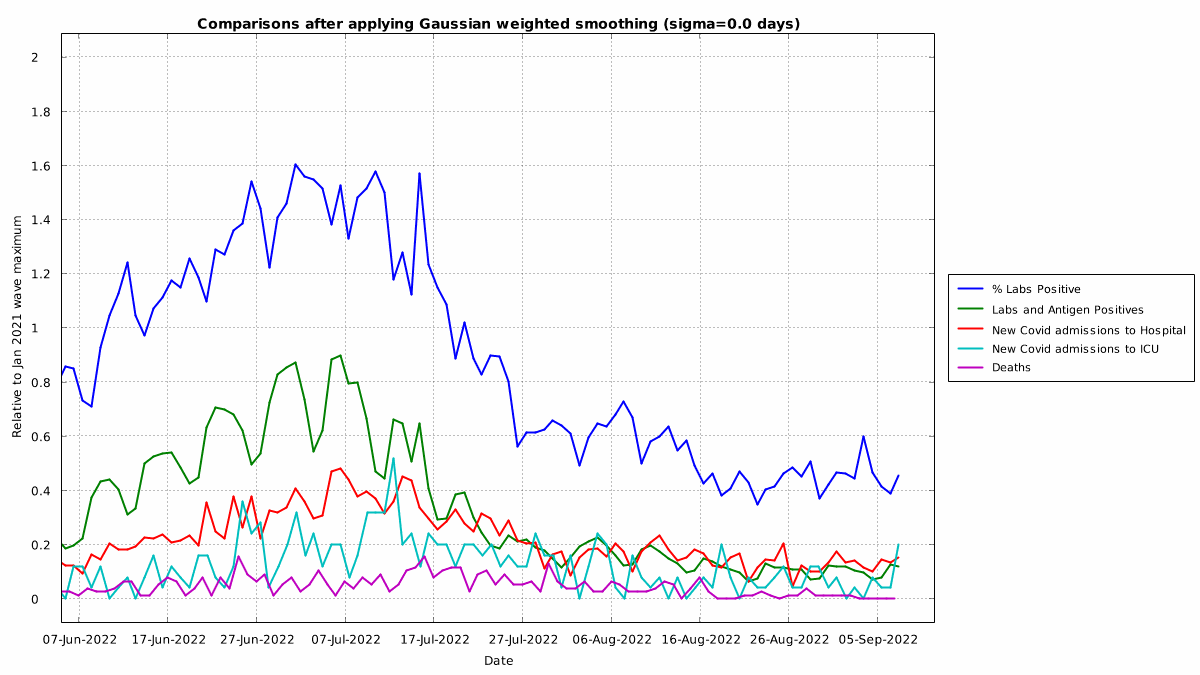 Comparisons after applying Gaussian weighted smoothing (sigma=0.0 days)
2
1.8
1.6
1.4
1.2
1
0.8
0.6
0.4
0.2
0
Relative to Jan 2021 wave maximum
07-Jun-2022 17-Jun-2022 27-Jun-2022 07-Jul-2022 17-Jul-2022 27-Jul-2022 06-Aug-2022 16-Aug-2022 26-Aug-2022 05-Sep-2022
Date
% Labs Positive
Labs and Antigen Positives
New Covid admissions to Hospital
New Covid admissions to ICU
Deaths